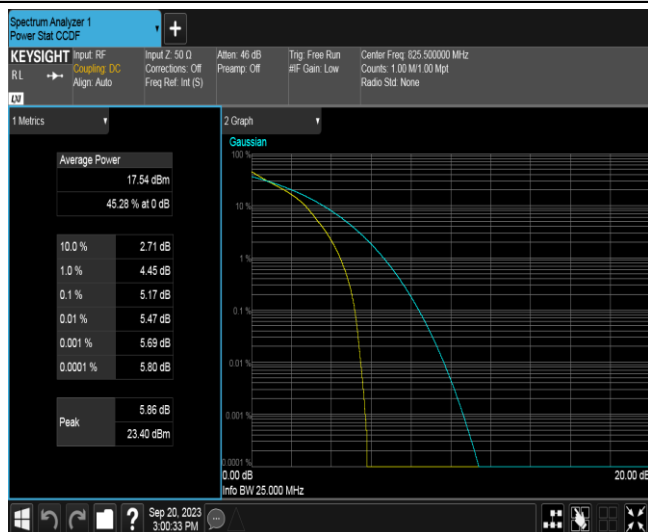 Spectrum Analyzer 1
Power Stat CCDF
+
KEYSIGHT
RL
LXI
Input: RF
Coupling: DC
Align: Auto
Input Z: 50 Ω
Corrections: Off
Freq Ref: Int (S)
Atten: 46 dB
Preamp: Off
Trig: Free Run
#IF Gain: Low
Center Freq: 825.500000 MHz
Counts: 1.00 M/1.00 Mpt
Radio Std: None
1 Metrics
Average Power
17.54 dBm
45.28 % at 0 dB
10.0 % 2.71 dB
1.0 % 4.45 dB
0.1 % 5.17 dB
0.01 % 5.47 dB
0.001 % 5.69 dB
0.0001 % 5.80 dB
Peak
5.86 dB
23.40 dBm
2 Graph
Gaussian
100 %
10 %
1 %
0.1 %
0.01 %
0.001 %
0.0001 %
0.00 dB
20.00 dB
Info BW 25.000 MHz
?
Sep 20, 2023
3:00:33 PM